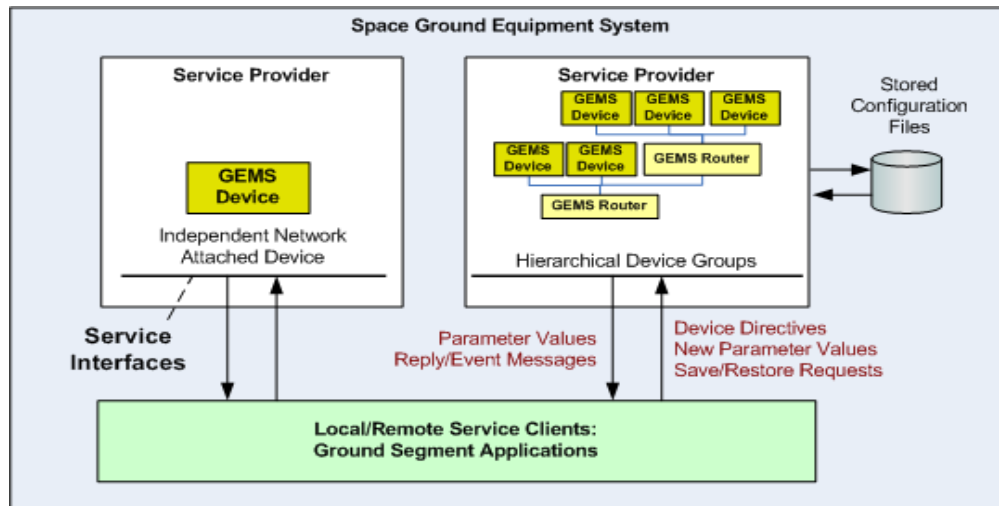 Space Ground Equipment System
Service Provider
GEMS
Device
Independent Network
Attached Device
Service Provider
GEMS
Device
GEMS
Device
GEMS
Device
GEMS
Device
GEMS
Device
GEMS Router
GEMS Router
Hierarchical Device Groups
Stored
Configuration
Files
Service
Interfaces
Parameter Values
Reply/Event Messages
Device Directives
New Parameter Values
Save/Restore Requests
Local/Remote Service Clients:
Ground Segment Applications